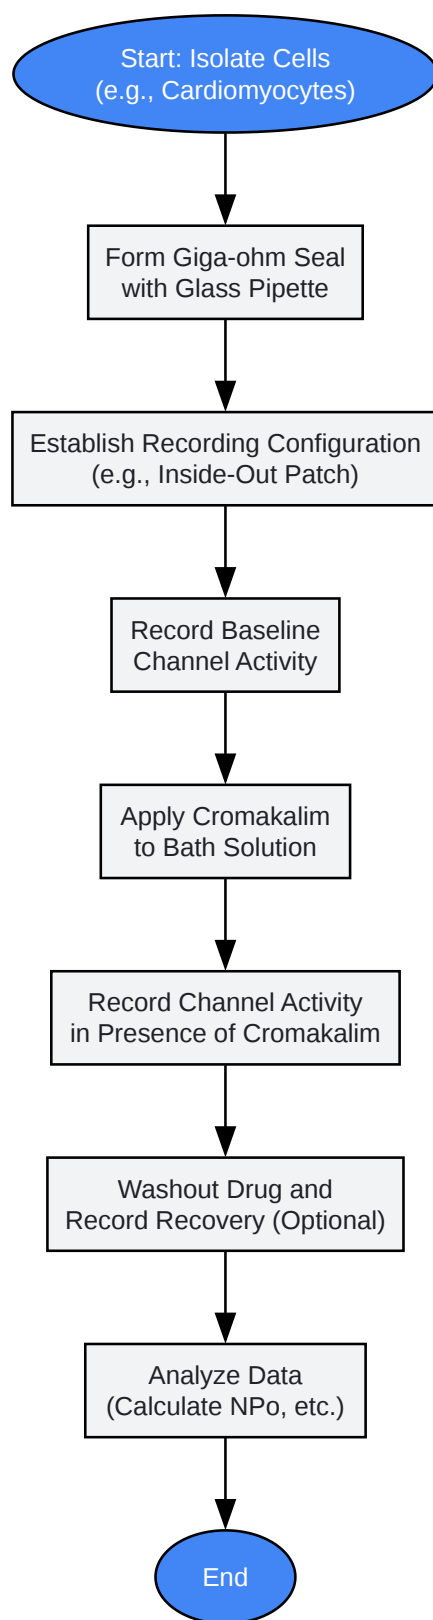 Start: Isolate Cells
(e.g., Cardiomyocytes)
Form Giga-ohm Seal
with Glass Pipette
Establish Recording Configuration
(e.g., Inside-Out Patch)
Record Baseline
Channel Activity
Apply Cromakalim
to Bath Solution
Record Channel Activity
in Presence of Cromakalim
Washout Drug and
Record Recovery (Optional)
Analyze Data
(Calculate NPo, etc.)
End